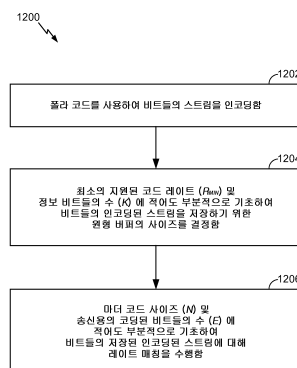 1200
1202
폴라 코드를 사용하여 비트들의 스트림을 인코딩함
1204
최소의 지원된 코드 레이트 (RMIN) 및
정보 비트들의 수 (K) 에 적어도 부분적으로 기초하여
비트들의 인코딩된 스트림을 저장하기 위한
원형 버퍼의 사이즈를 결정함
1206
마더 코드 사이즈 (N) 및
송신용의 코딩된 비트들의 수 (E) 에
적어도 부분적으로 기초하여
비트들의 저장된 인코딩된 스트림에 대해
레이트 매칭을 수행함